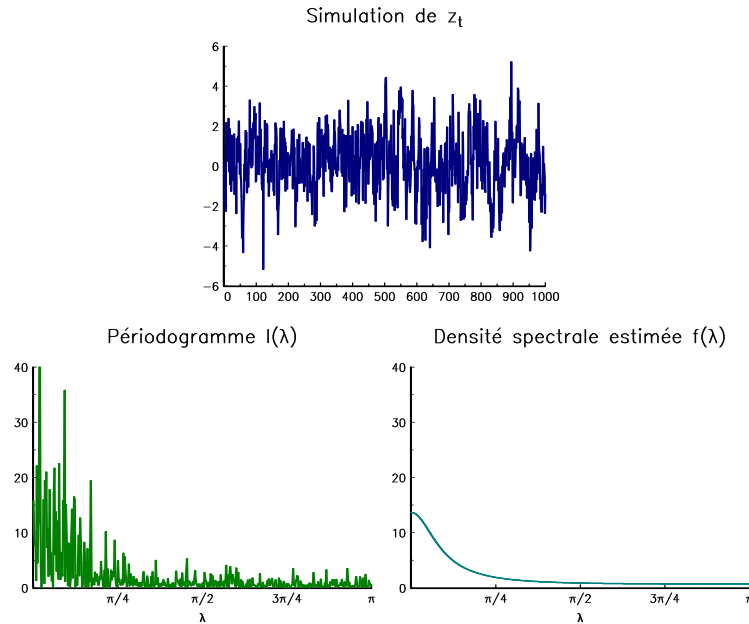 Simulation de z_t
6
4
2
0
−2
−4
−6
0 100 200 300 400 500 600 700 800 900 1000
Périodogramme I(λ)
40
30
20
10
0
π/4 π/2 3π/4 π
λ
Densité spectrale estimée f(λ)
40
30
20
10
0
π/4 π/2 3π/4 π
λ